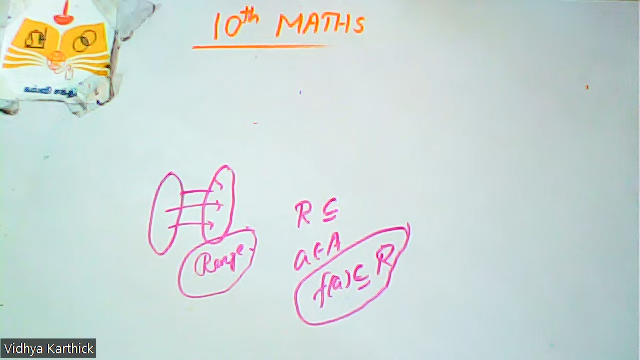 10th MATHS
Range
R ⊆
a ∈ A
f(a) ⊆ R
Vidhya Karthick